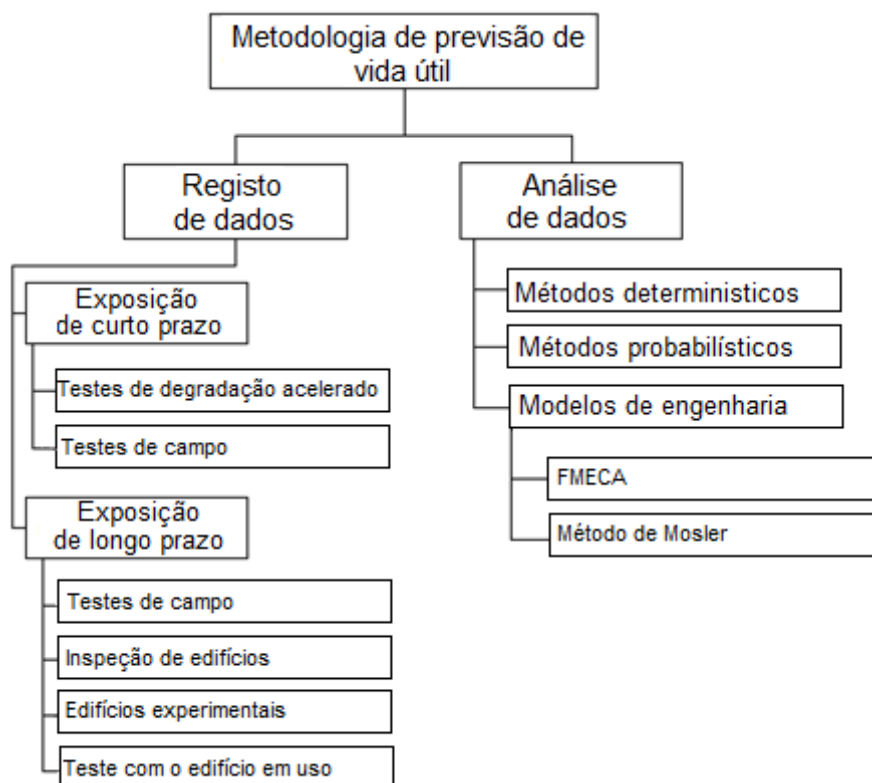 Metodologia de previsão de
vida útil
Registo
de dados
Exposição
de curto prazo
Testes de degradação acelerado
Testes de campo
Exposição
de longo prazo
Testes de campo
Inspeção de edifícios
Edifícios experimentais
Teste com o edifício em uso
Análise
de dados
Métodos deterministicos
Métodos probabilísticos
Modelos de engenharia
FMECA
Método de Mosler